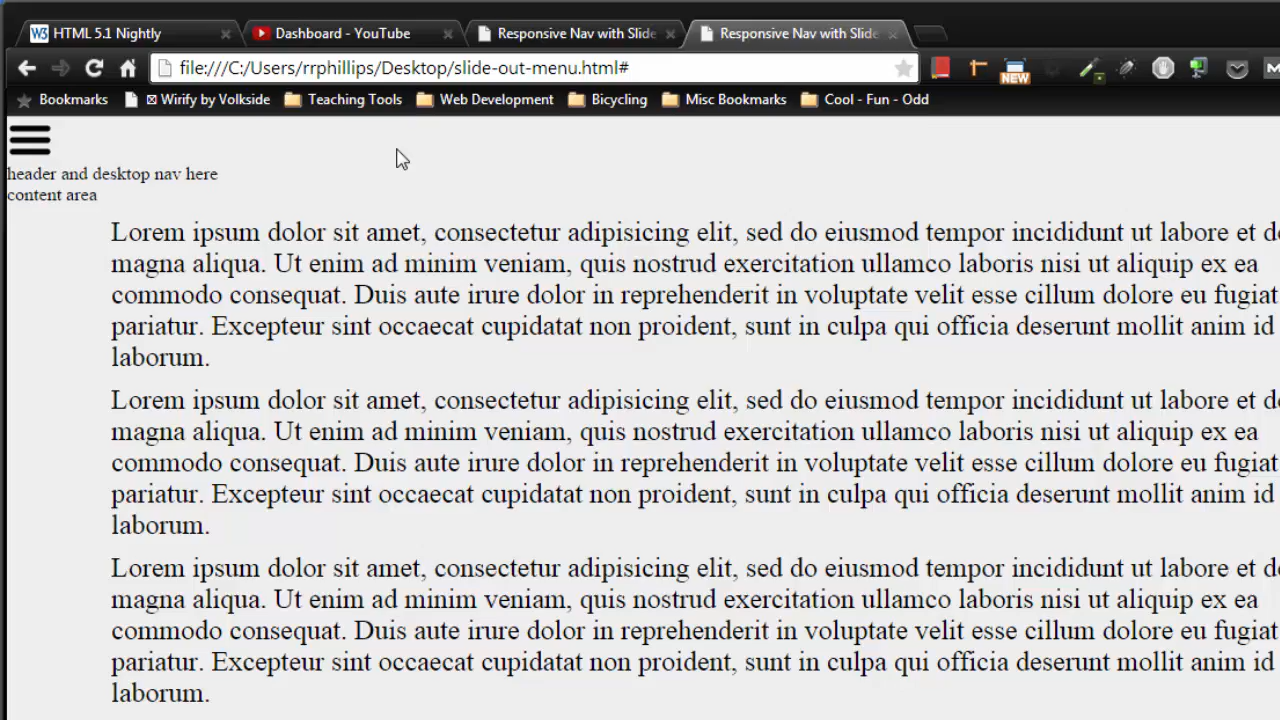 W3 HTML 5.1 Nightly
Dashboard - YouTube
Responsive Nav with Slide
Responsive Nav with Slide
file:///C:/Users/rrphillips/Desktop/slide-out-menu.html#
NEW
M
Bookmarks
Wirify by Volkside
Teaching Tools
Web Development
Bicycling
Misc Bookmarks
Cool - Fun - Odd
header and desktop nav here
content area
Lorem ipsum dolor sit amet, consectetur adipisicing elit, sed do eiusmod tempor incididunt ut labore et do
magna aliqua. Ut enim ad minim veniam, quis nostrud exercitation ullamco laboris nisi ut aliquip ex ea
commodo consequat. Duis aute irure dolor in reprehenderit in voluptate velit esse cillum dolore eu fugiat
pariatur. Excepteur sint occaecat cupidatat non proident, sunt in culpa qui officia deserunt mollit anim id
laborum.
Lorem ipsum dolor sit amet, consectetur adipisicing elit, sed do eiusmod tempor incididunt ut labore et do
magna aliqua. Ut enim ad minim veniam, quis nostrud exercitation ullamco laboris nisi ut aliquip ex ea
commodo consequat. Duis aute irure dolor in reprehenderit in voluptate velit esse cillum dolore eu fugiat
pariatur. Excepteur sint occaecat cupidatat non proident, sunt in culpa qui officia deserunt mollit anim id
laborum.
Lorem ipsum dolor sit amet, consectetur adipisicing elit, sed do eiusmod tempor incididunt ut labore et do
magna aliqua. Ut enim ad minim veniam, quis nostrud exercitation ullamco laboris nisi ut aliquip ex ea
commodo consequat. Duis aute irure dolor in reprehenderit in voluptate velit esse cillum dolore eu fugiat
pariatur. Excepteur sint occaecat cupidatat non proident, sunt in culpa qui officia deserunt mollit anim id
laborum.